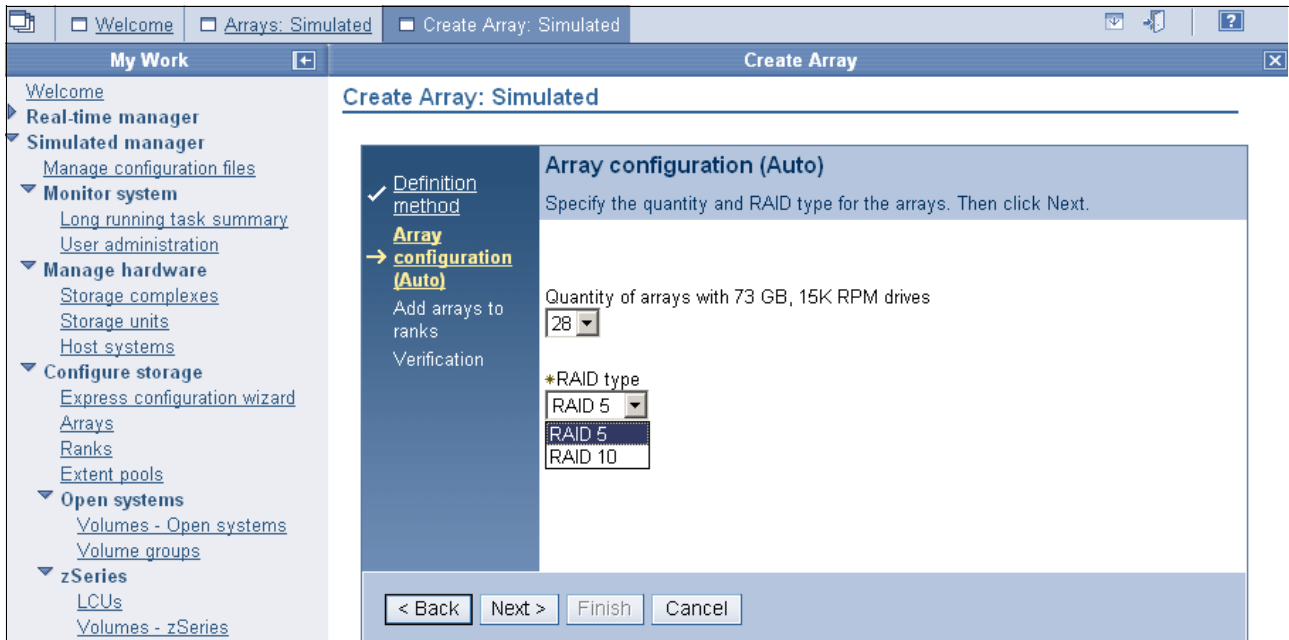 Welcome
Arrays: Simulated
Create Array: Simulated
?
My Work
Create Array
Welcome
Real-time manager
Simulated manager
Manage configuration files
Monitor system
Long running task summary
User administration
Manage hardware
Storage complexes
Storage units
Host systems
Configure storage
Express configuration wizard
Arrays
Ranks
Extent pools
Open systems
Volumes - Open systems
Volume groups
zSeries
LCUs
Volumes - zSeries
Create Array: Simulated
Definition
method
Array
configuration
(Auto)
Add arrays to
ranks
Verification
Array configuration (Auto)
Specify the quantity and RAID type for the arrays. Then click Next.
Quantity of arrays with 73 GB, 15K RPM drives
28
*RAID type
RAID 5
RAID 5
RAID 10
< Back
Next >
Finish
Cancel